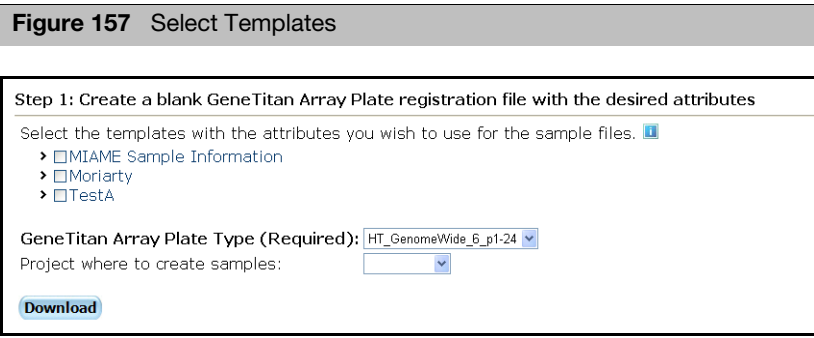 Figure 157 Select Templates
Step 1: Create a blank GeneTitan Array Plate registration file with the desired attributes
Select the templates with the attributes you wish to use for the sample files. i
MIAME Sample Information
Moriarty
TestA
GeneTitan Array Plate Type (Required): HT_GenomeWide_6_p1-24
Project where to create samples:
Download